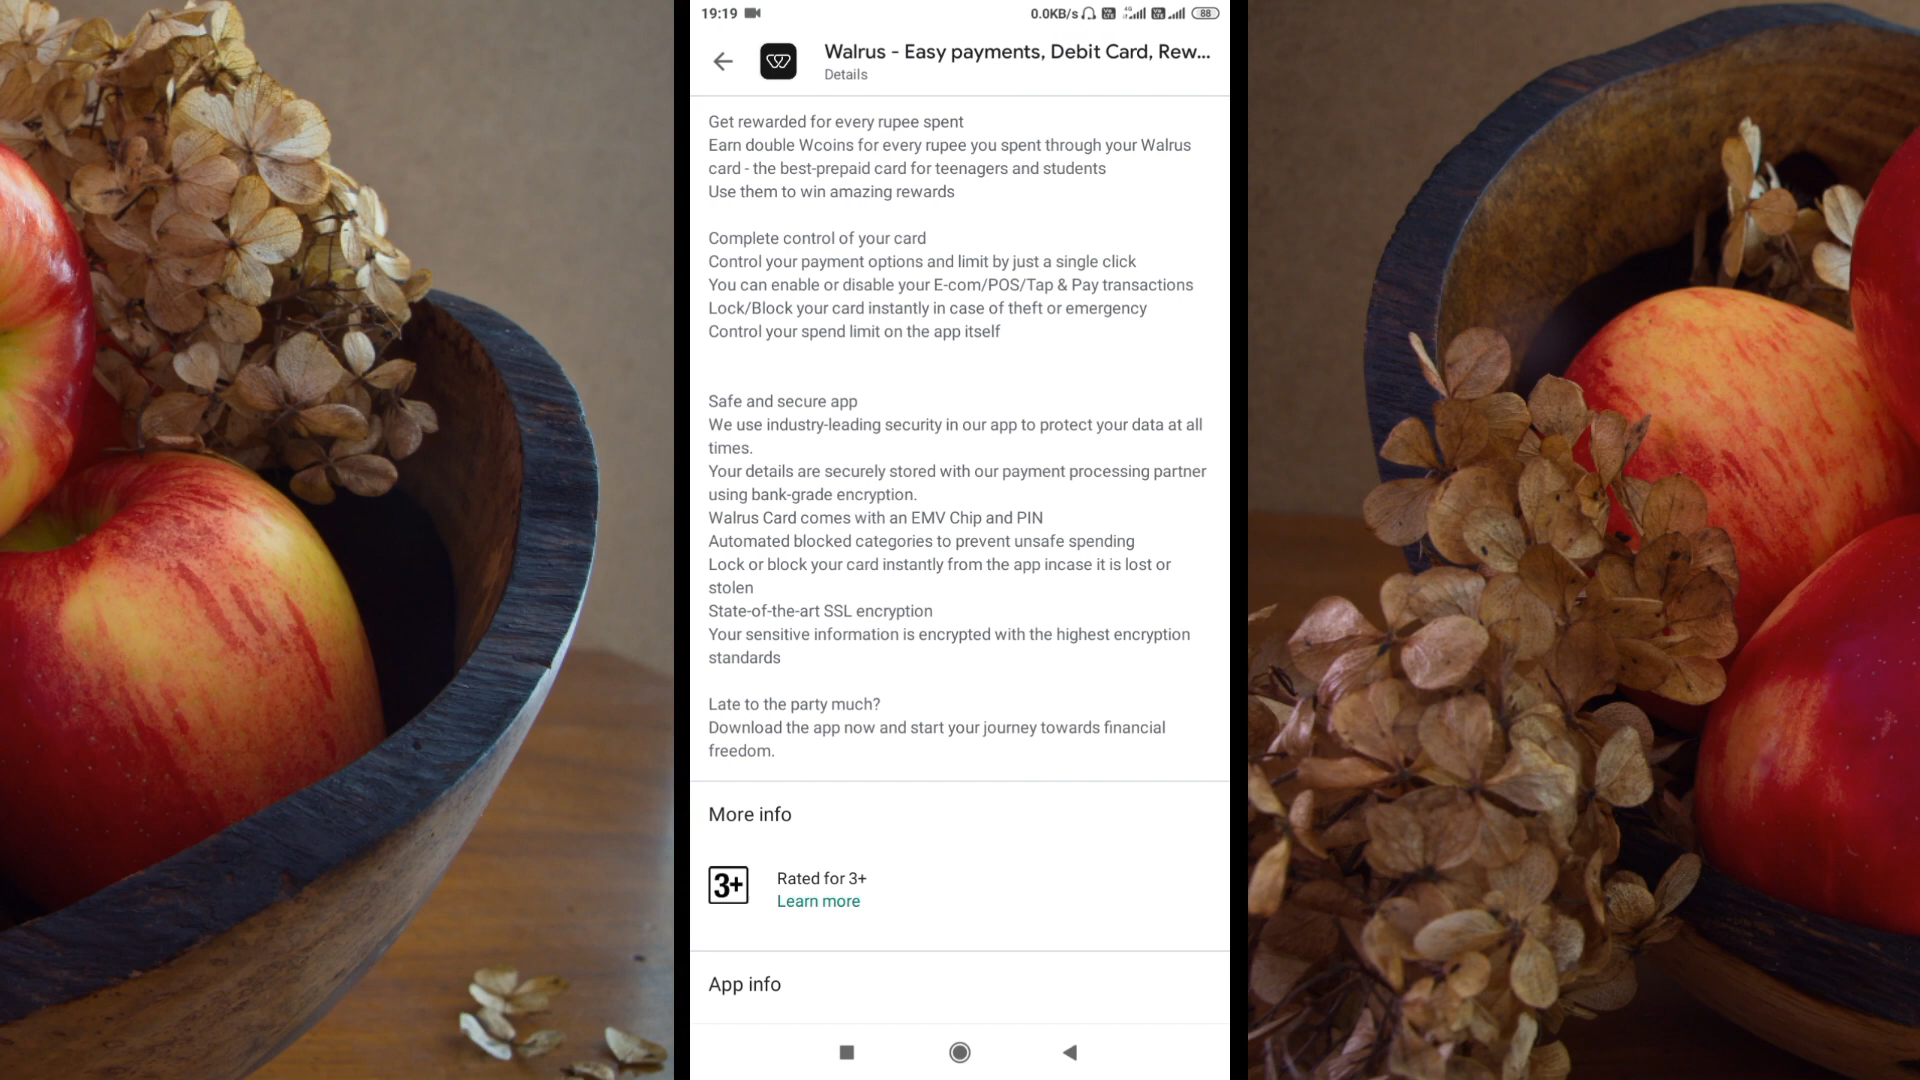 19:19
0.0KB/s
4G
88
Walrus - Easy payments, Debit Card, Rew...
Details
Get rewarded for every rupee spent
Earn double Wcoins for every rupee you spent through your Walrus
card - the best-prepaid card for teenagers and students
Use them to win amazing rewards
Complete control of your card
Control your payment options and limit by just a single click
You can enable or disable your E-com/POS/Tap & Pay transactions
Lock/Block your card instantly in case of theft or emergency
Control your spend limit on the app itself
Safe and secure app
We use industry-leading security in our app to protect your data at all
times.
Your details are securely stored with our payment processing partner
using bank-grade encryption.
Walrus Card comes with an EMV Chip and PIN
Automated blocked categories to prevent unsafe spending
Lock or block your card instantly from the app incase it is lost or
stolen
State-of-the-art SSL encryption
Your sensitive information is encrypted with the highest encryption
standards
Late to the party much?
Download the app now and start your journey towards financial
freedom.
More info
3+
Rated for 3+
Learn more
App info